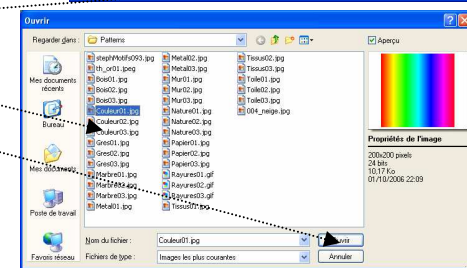 Ouvrir
Regarder dans : Patterns
Aperçu
Mes documents récents
Bureau
Mes documents
Poste de travail
Favoris réseau
stephMotifs093.jpg
th_or01.jpeg
Bois01.jpg
Bois02.jpg
Bois03.jpg
Couleur01.jpg
Couleur02.jpg
Couleur03.jpg
Gres01.jpg
Gres02.jpg
Gres03.jpg
Marbre01.jpg
Marbre02.jpg
Marbre03.jpg
Metal01.jpg
Metal02.jpg
Metal03.jpg
Mur01.jpg
Mur02.jpg
Mur03.jpg
Nature01.jpg
Nature02.jpg
Nature03.jpg
Papier01.jpg
Papier02.jpg
Papier03.jpg
Rayures01.gif
Rayures02.gif
Rayures03.gif
Tissus01.jpg
Tissus02.jpg
Tissus03.jpg
Toile01.jpg
Toile02.jpg
Toile03.jpg
004_neige.jpg
Propriétés de l'image
200x200 pixels
24 bits
10,17 Ko
01/10/2006 22:09
Nom du fichier : Couleur01.jpg
Ouvrir
Fichiers de type : Images les plus courantes
Annuler